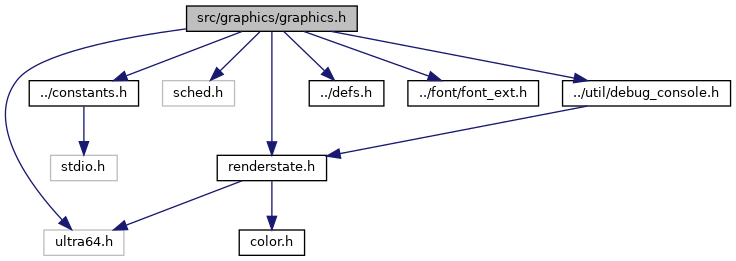 src/graphics/graphics.h
../constants.h
sched.h
../defs.h
../font/font_ext.h
../util/debug_console.h
stdio.h
renderstate.h
ultra64.h
color.h